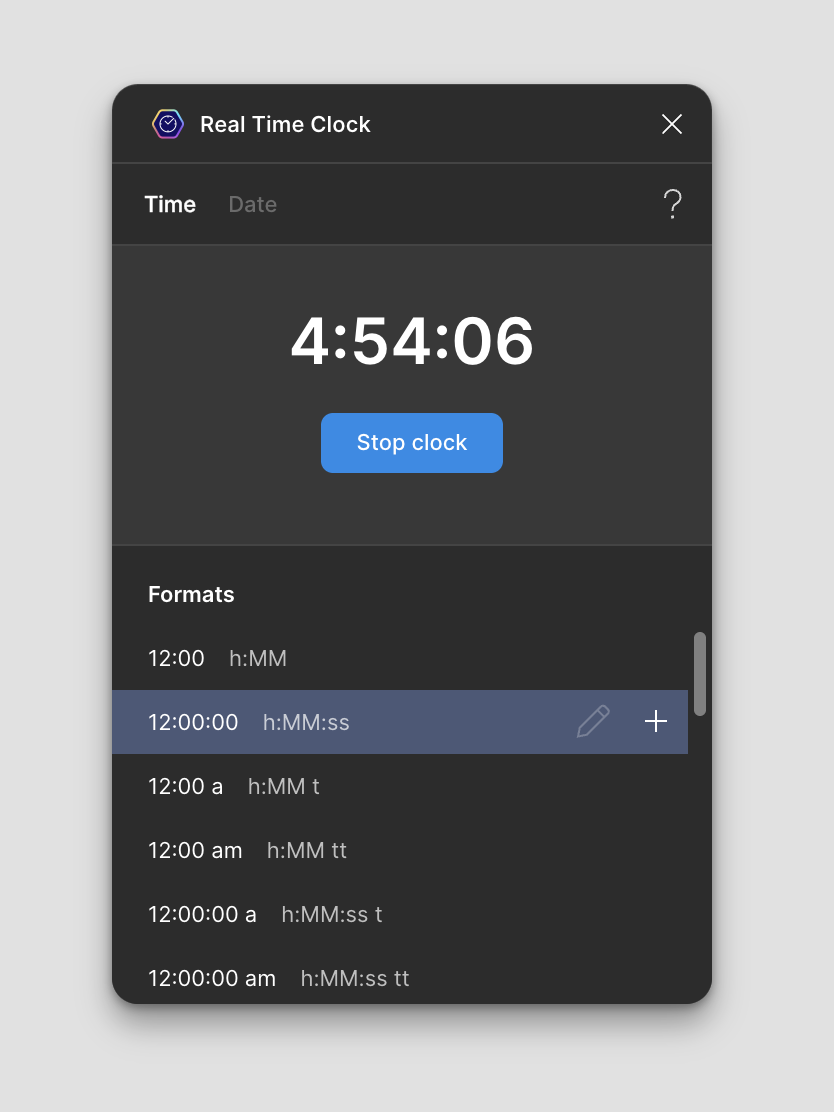 Real Time Clock
Time Date
4:54:06
Stop clock
Formats
12:00 h:MM
12:00:00 h:MM:ss
12:00 a h:MM t
12:00 am h:MM tt
12:00:00 a h:MM:ss t
12:00:00 am h:MM:ss tt